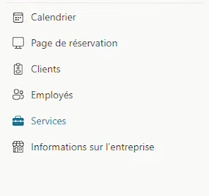 Calendrier
Page de réservation
Clients
Employés
Services
Informations sur l'entreprise